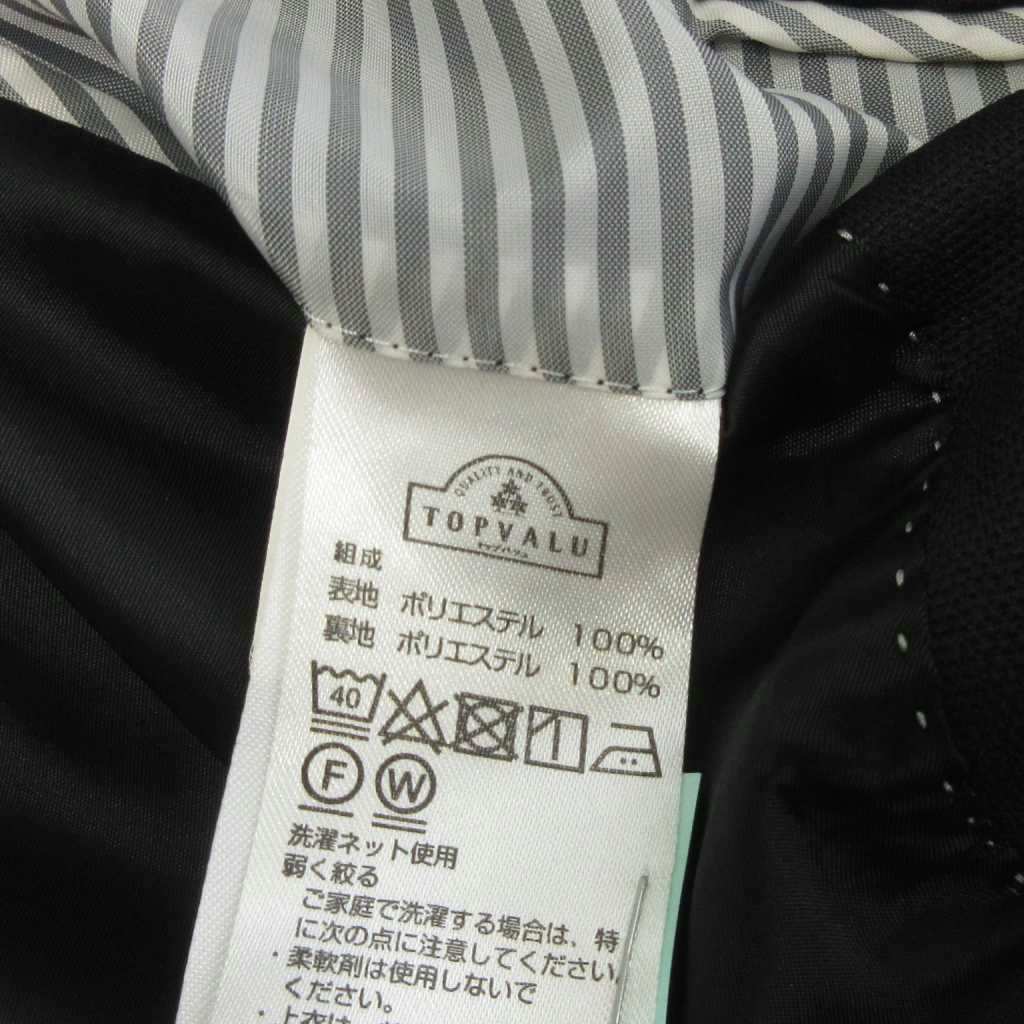 QUALITY AND TRUST
TOPVALU
トップバリュ
組成
表地 ポリエステル 100%
裏地 ポリエステル 100%
40
F W
洗濯ネット使用
弱く絞る
ご家庭で洗濯する場合は、特
に次の点に注意してください。
・柔軟剤は使用しないで
ください。
・上衣は